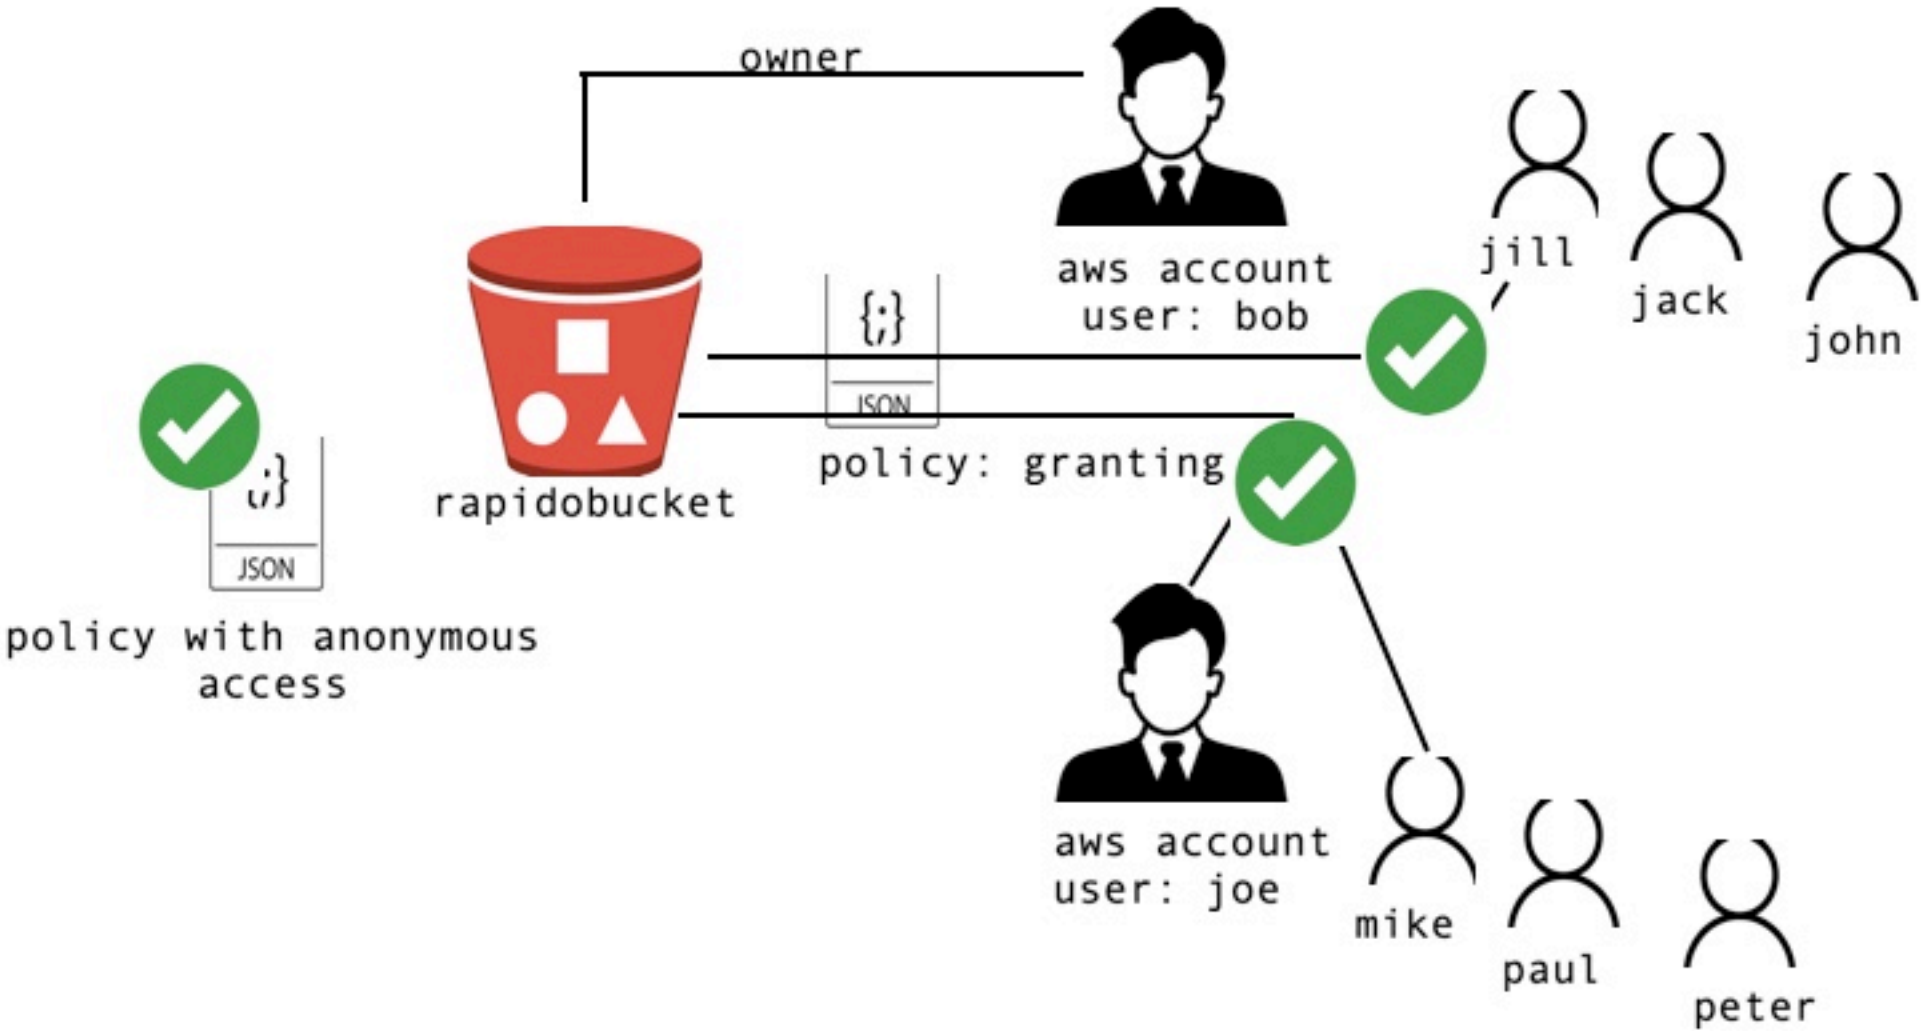 owner
jill
aws account
user: bob
jack
john
{;}
JSON
policy: granting
rapidobucket
;}
JSON
policy with anonymous
access
aws account
user: joe
mike
paul
peter